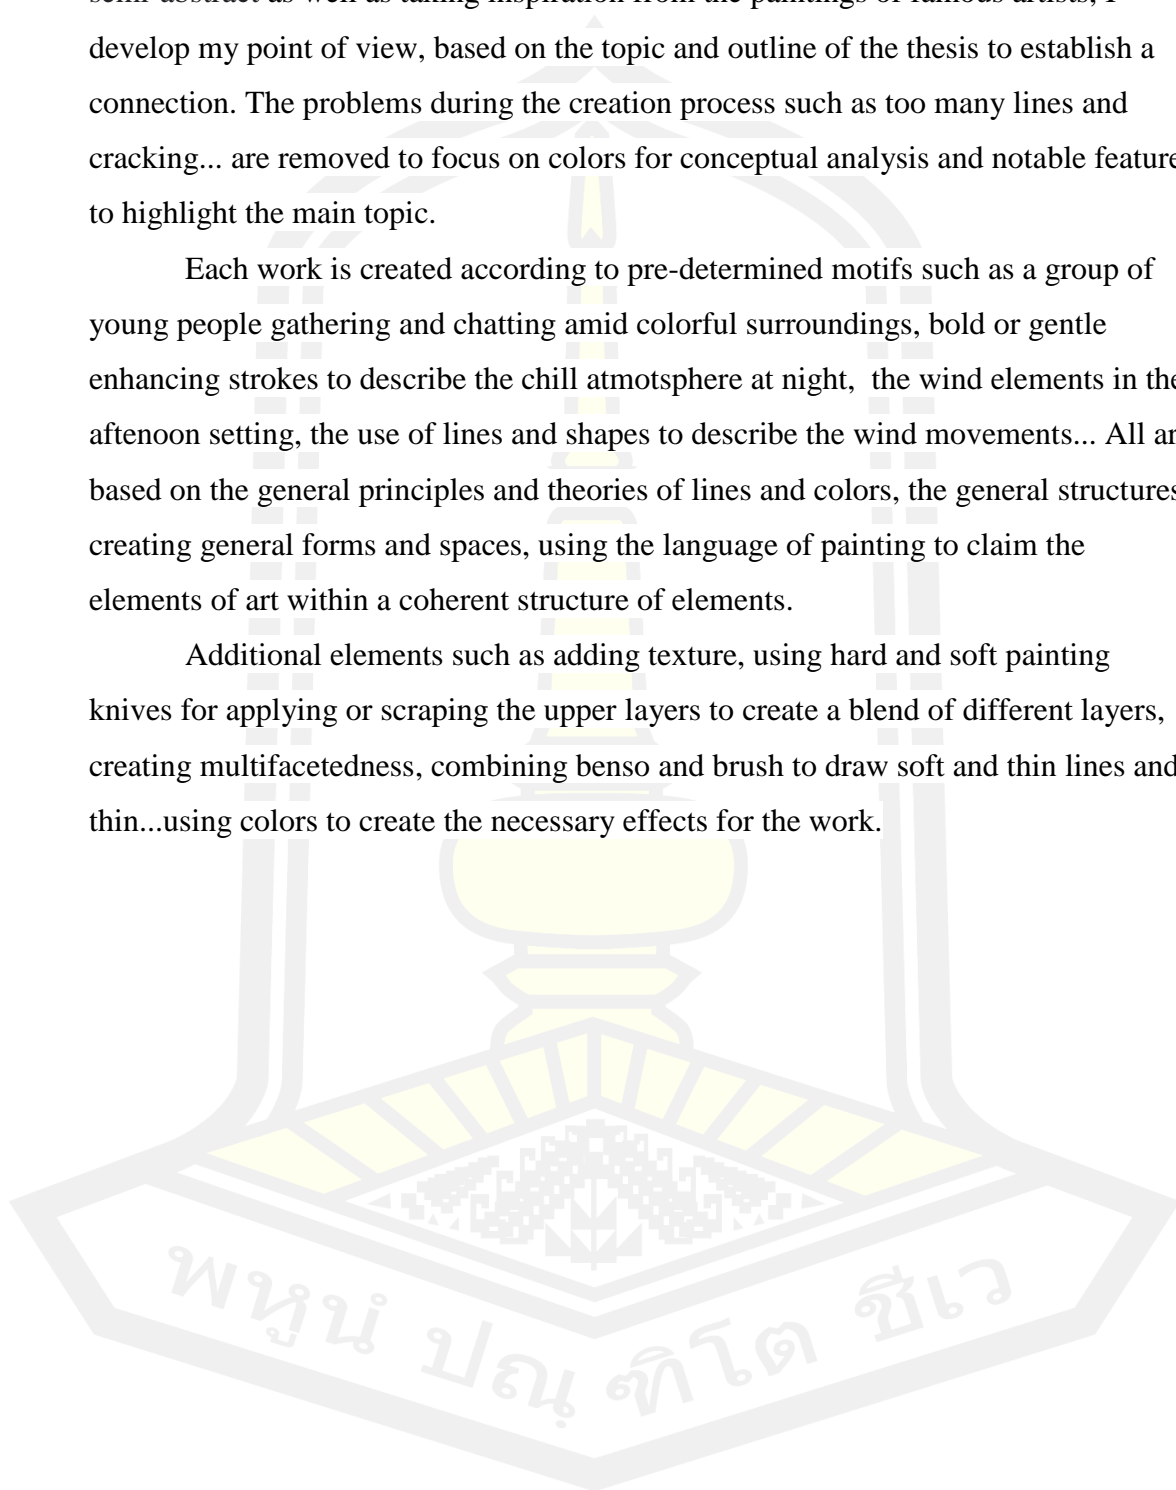 semi-abstract as well as taking inspiration from the paintings of famous artists, I
develop my point of view, based on the topic and outline of the thesis to establish a
connection. The problems during the creation process such as too many lines and
cracking... are removed to focus on colors for conceptual analysis and notable feature
to highlight the main topic.
Each work is created according to pre-determined motifs such as a group of
young people gathering and chatting amid colorful surroundings, bold or gentle
enhancing strokes to describe the chill atmotsphere at night,  the wind elements in the
aftenoon setting, the use of lines and shapes to describe the wind movements... All ar
based on the general principles and theories of lines and colors, the general structures
creating general forms and spaces, using the language of painting to claim the
elements of art within a coherent structure of elements.
Additional elements such as adding texture, using hard and soft painting
knives for applying or scraping the upper layers to create a blend of different layers,
creating multifacetedness, combining benso and brush to draw soft and thin lines and
thin...using colors to create the necessary effects for the work.
พหูนํ ปณฺฑิโต ชีเว